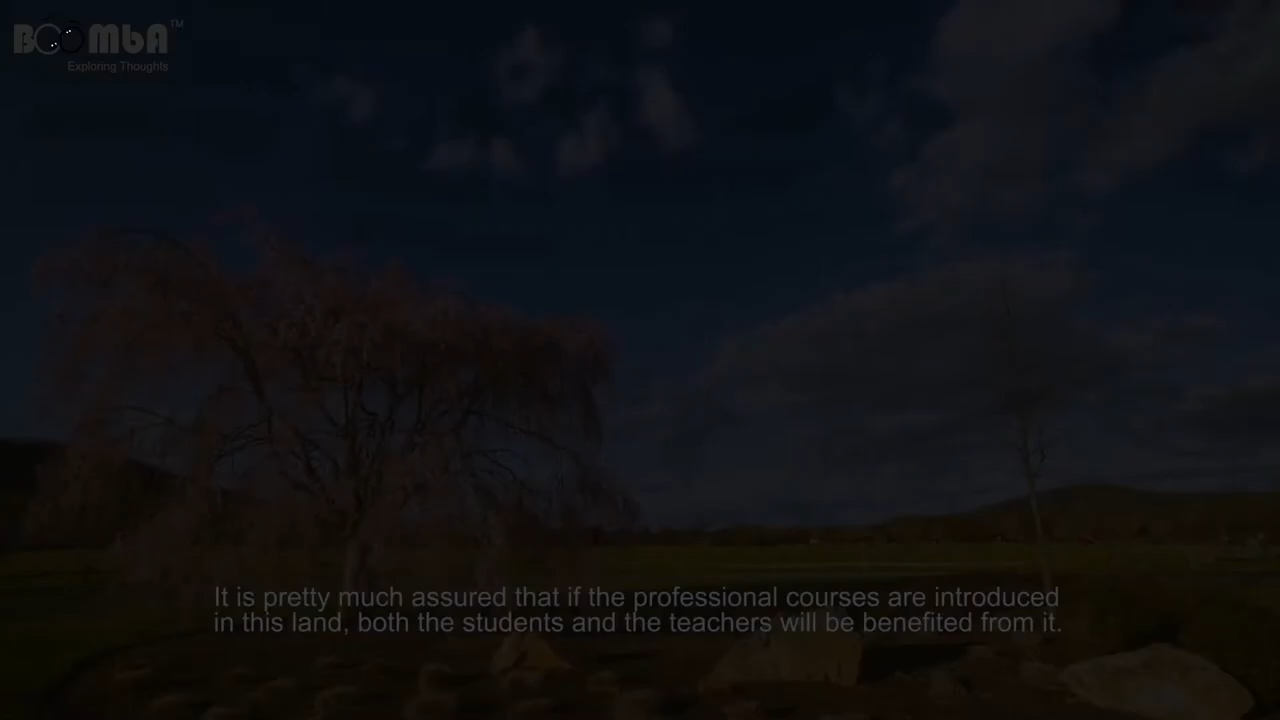 BOOMBA™
Exploring Thoughts
It is pretty much assured that if the professional courses are introduced
in this land, both the students and the teachers will be benefited from it.